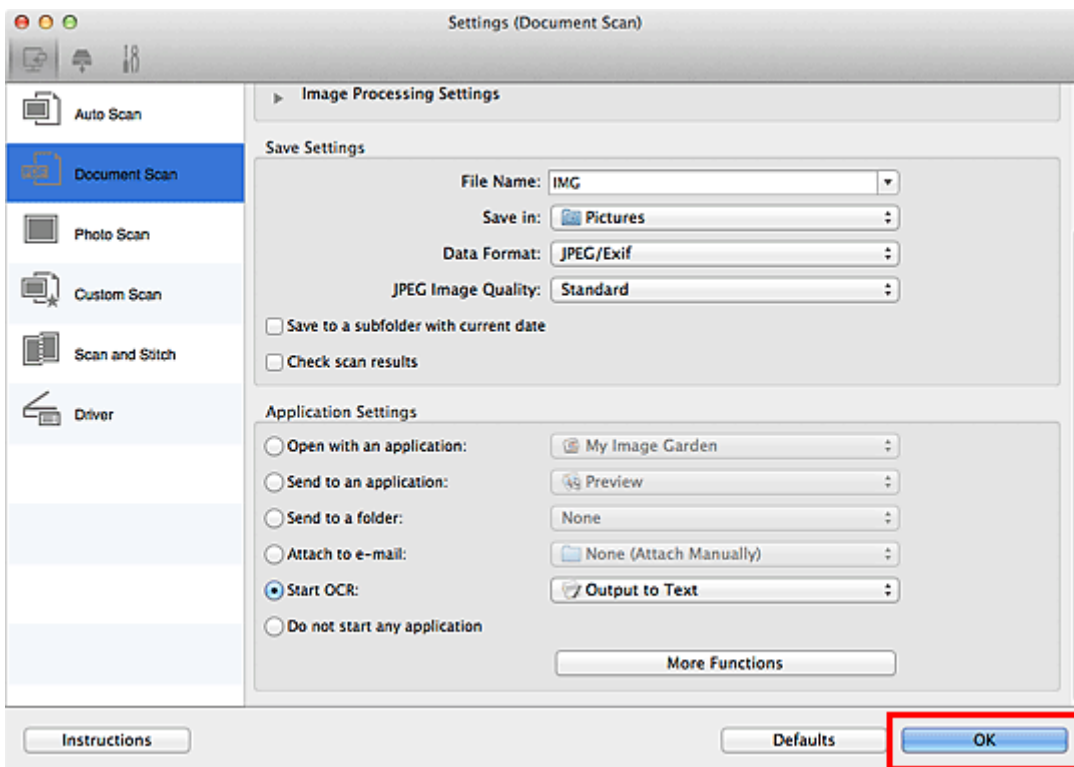 Settings (Document Scan)
Auto Scan
Document Scan
Photo Scan
Custom Scan
Scan and Stitch
Driver
Image Processing Settings
Save Settings
File Name: IMG
Save in: Pictures
Data Format: JPEG/Exif
JPEG Image Quality: Standard
Save to a subfolder with current date
Check scan results
Application Settings
Open with an application: My Image Garden
Send to an application: Preview
Send to a folder: None
Attach to e-mail: None (Attach Manually)
Start OCR: Output to Text
Do not start any application
More Functions
Instructions
Defaults
OK